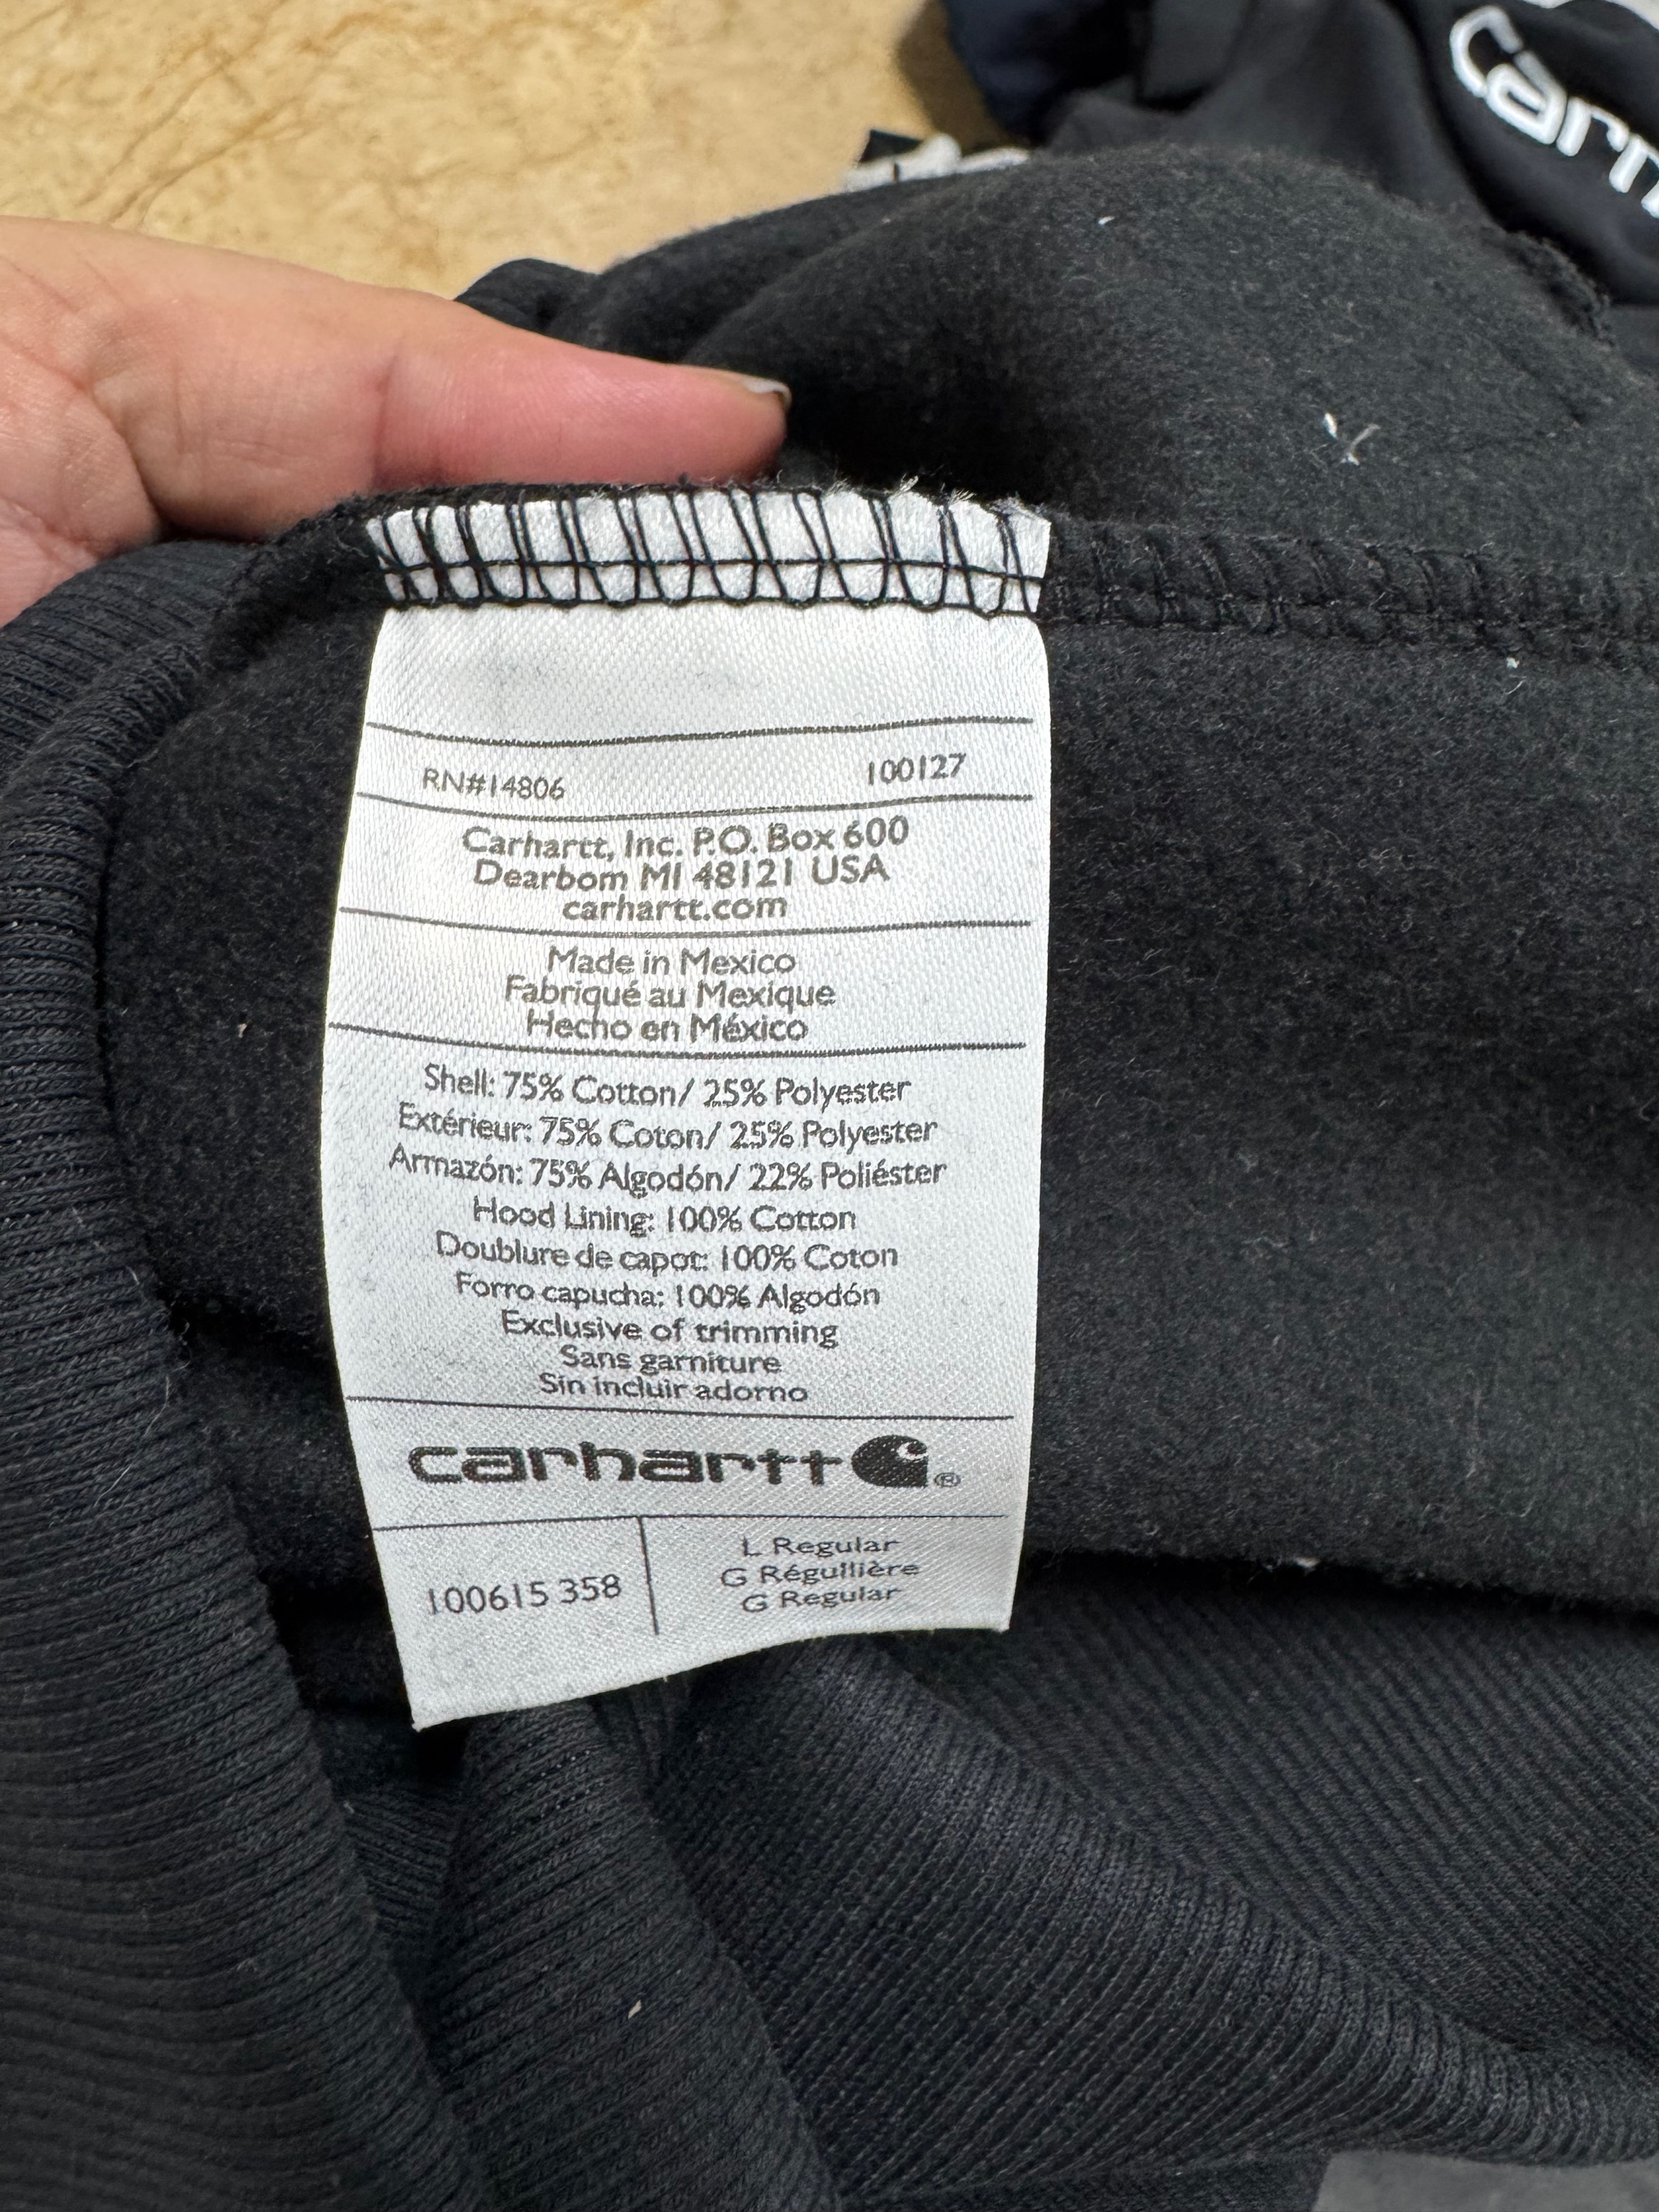 Carh
RN#14806 100127
Carhartt, Inc. P.O. Box 600
Dearbom MI 48121 USA
carhartt.com
Made in Mexico
Fabriqué au Mexique
Hecho en México
Shell: 75% Cotton/ 25% Polyester
Extérieur: 75% Coton/ 25% Polyester
Armazón: 75% Algodón/ 22% Poliéster
Hood Lining: 100% Cotton
Doublure de capot: 100% Coton
Forro capucha: 100% Algodón
Exclusive of trimming
Sans garniture
Sin incluir adorno
carhartt ®
100615 358
L Regular
G Régullière
G Regular